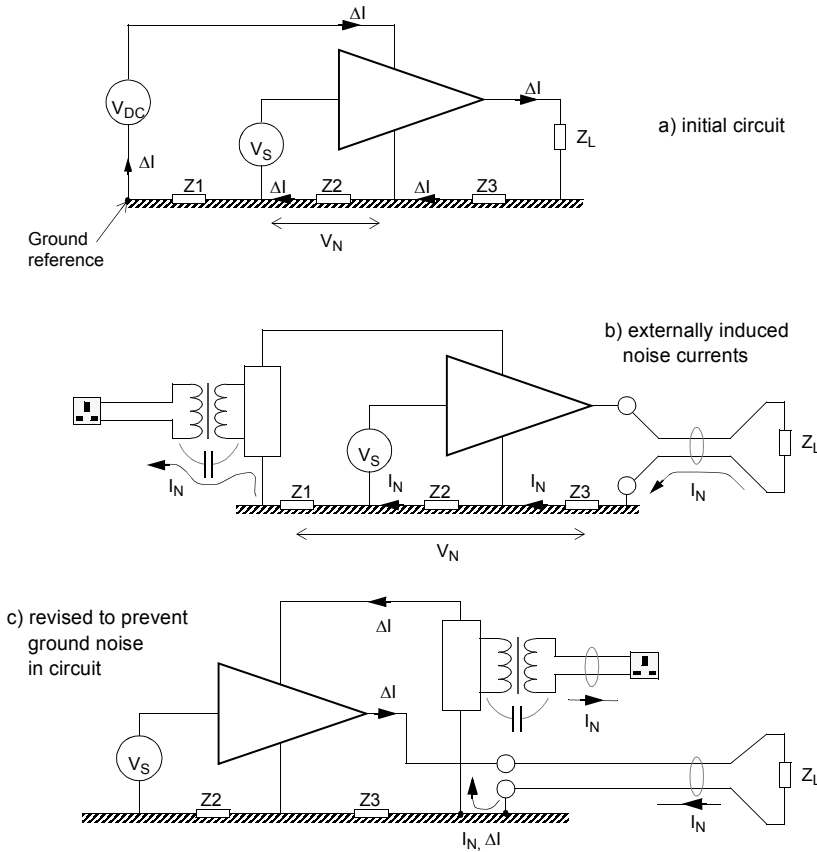 ΔI
V_DC
ΔI
V_S
ΔI
Z_L
a) initial circuit
Z1
ΔI
Z2
ΔI
Z3
V_N
Ground
reference
b) externally induced
noise currents
V_S
Z_L
I_N
Z1
I_N
Z2
I_N
Z3
I_N
V_N
c) revised to prevent
ground noise
in circuit
ΔI
ΔI
I_N
V_S
Z_L
Z2
Z3
I_N
I_N, ΔI